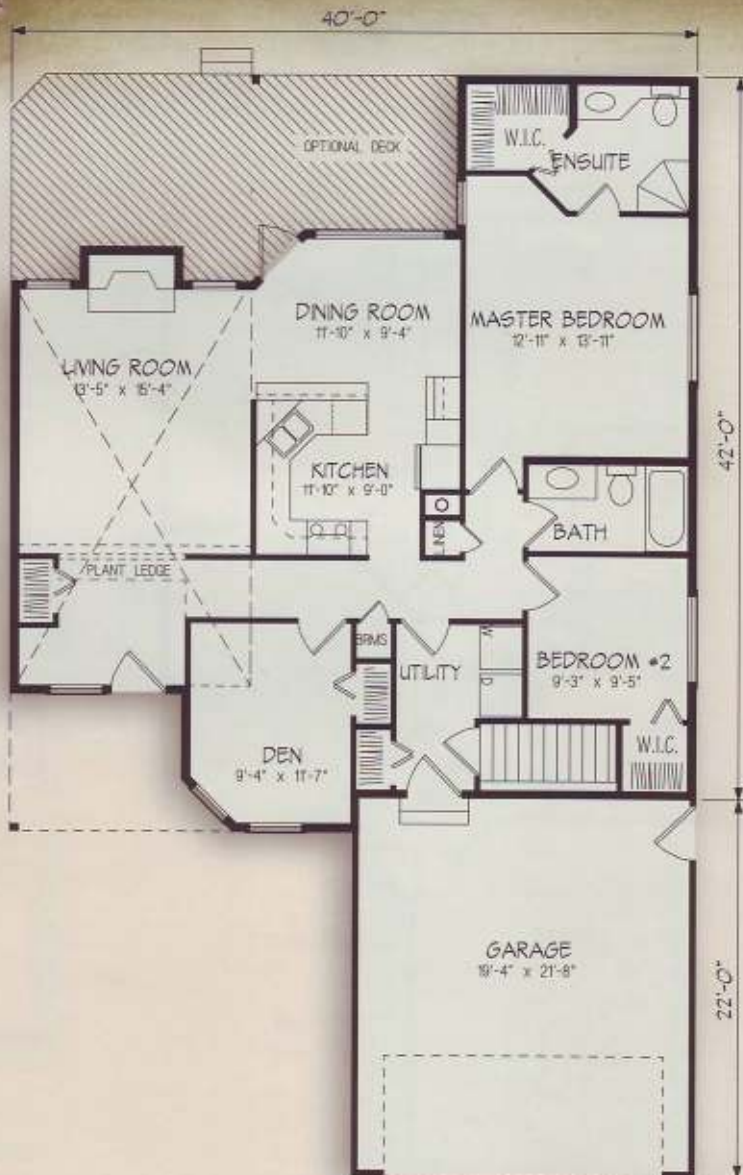 40'-0"
OPTIONAL DECK
W.I.C.
ENSUITE
DINING ROOM
11'-10" x 9'-4"
MASTER BEDROOM
12'-11" x 13'-11"
LIVING ROOM
13'-5" x 15'-4"
42'-0"
KITCHEN
11'-10" x 9'-0"
LINEN
BATH
PLANT LEDGE
BRMS
W
UTILITY
D
BEDROOM #2
9'-3" x 9'-5"
W.I.C.
DEN
9'-4" x 11'-7"
GARAGE
19'-4" x 21'-8"
22'-0"